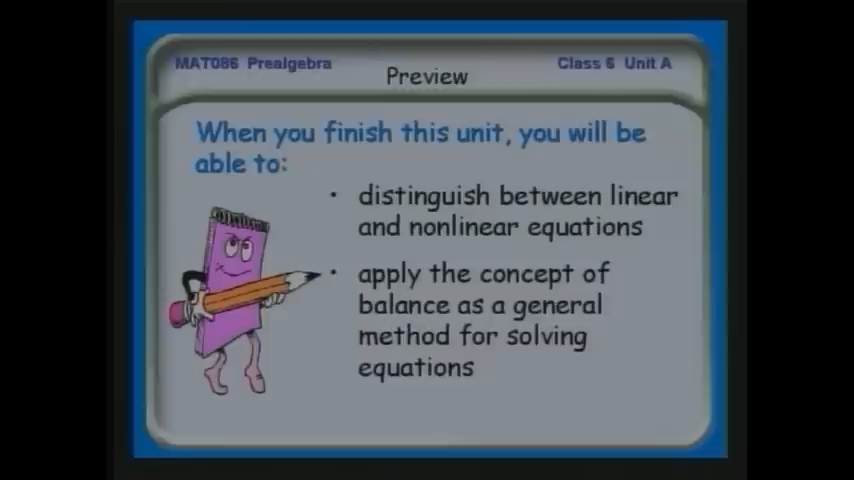 MAT086 Prealgebra
Preview
Class 6 Unit A
When you finish this unit, you will be
able to:
• distinguish between linear
and nonlinear equations
• apply the concept of
balance as a general
method for solving
equations